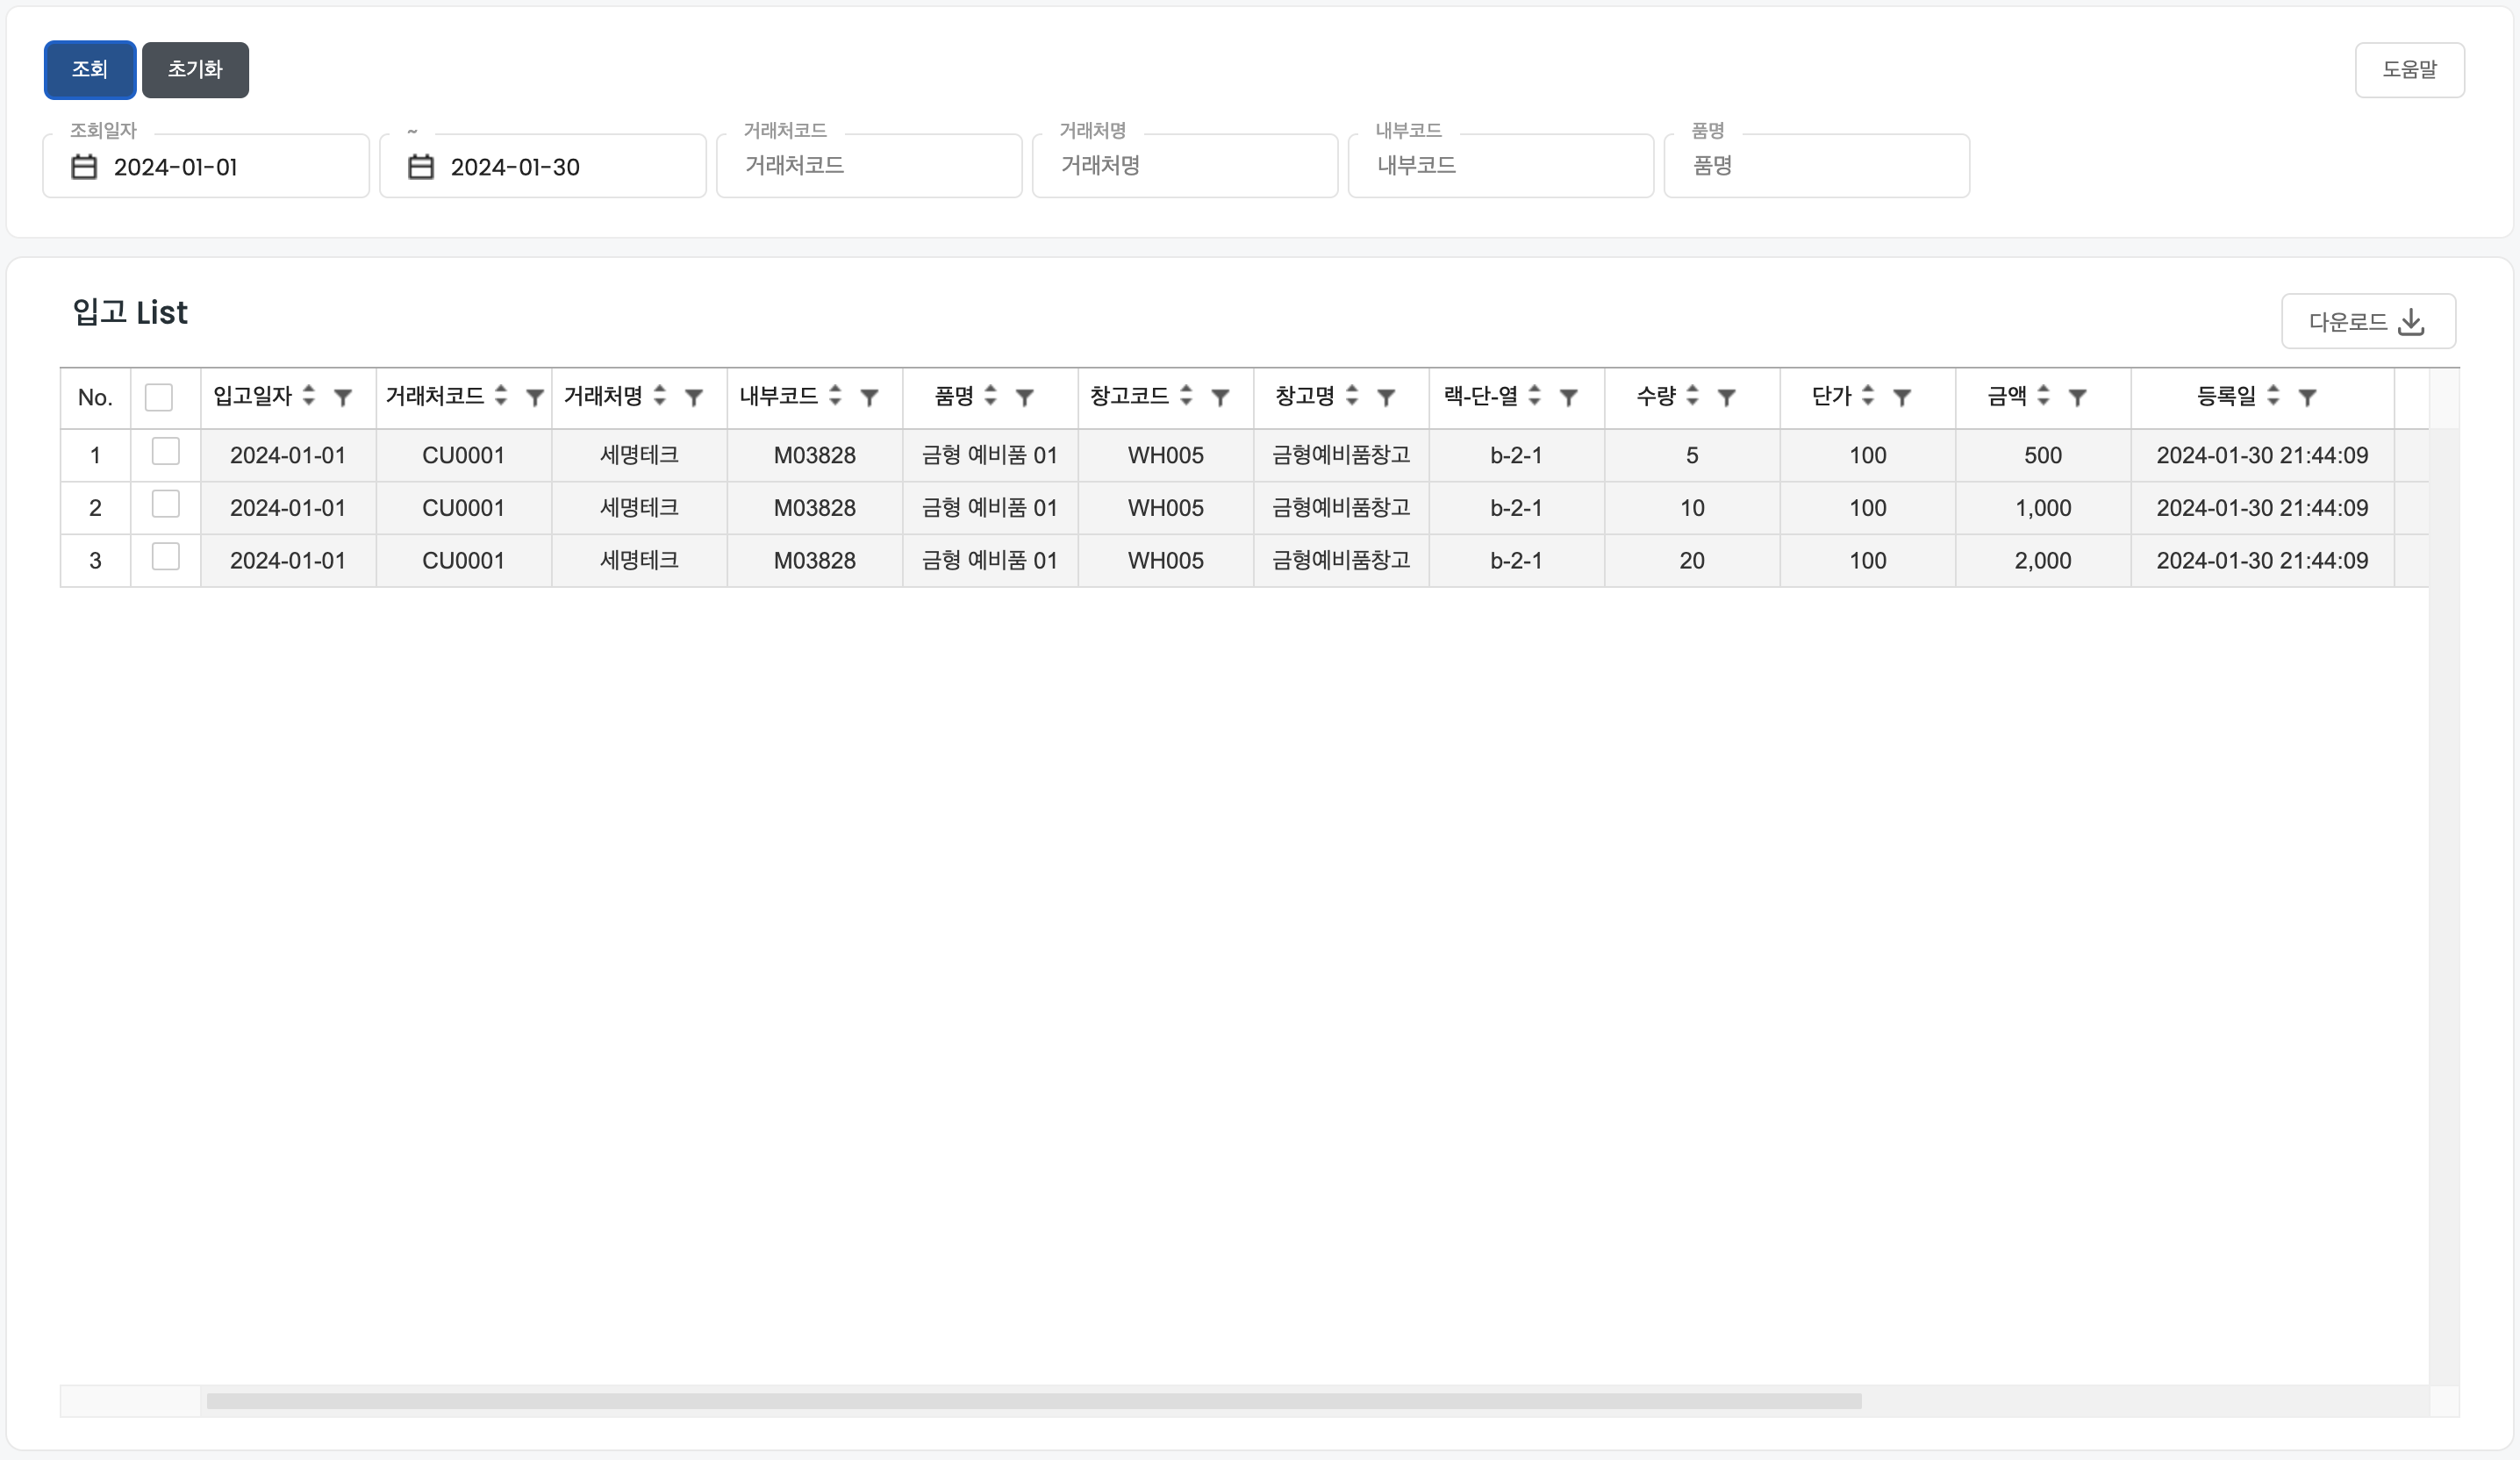 조회 초기화 도움말
조회일자 ~ 거래처코드 거래처명 내부코드 품명
2024-01-01 2024-01-30 거래처코드 거래처명 내부코드 품명
입고 List
다운로드
No. 입고일자 거래처코드 거래처명 내부코드 품명 창고코드 창고명 랙-단-열 수량 단가 금액 등록일
1 2024-01-01 CU0001 세명테크 M03828 금형 예비품 01 WH005 금형예비품창고 b-2-1 5 100 500 2024-01-30 21:44:09
2 2024-01-01 CU0001 세명테크 M03828 금형 예비품 01 WH005 금형예비품창고 b-2-1 10 100 1,000 2024-01-30 21:44:09
3 2024-01-01 CU0001 세명테크 M03828 금형 예비품 01 WH005 금형예비품창고 b-2-1 20 100 2,000 2024-01-30 21:44:09